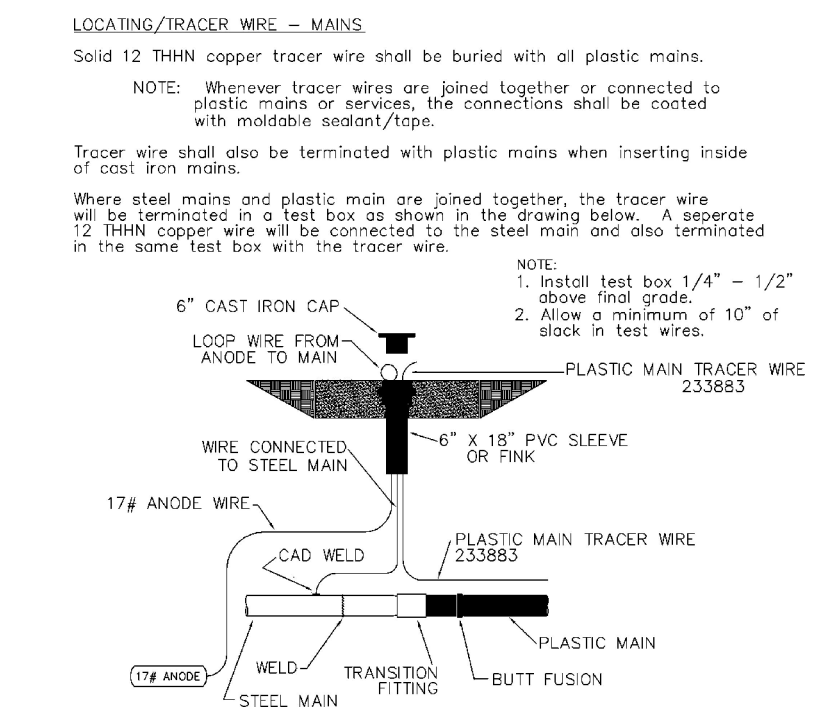 LOCATING/TRACER WIRE – MAINS
Solid 12 THHN copper tracer wire shall be buried with all plastic mains.
NOTE: Whenever tracer wires are joined together or connected to
plastic mains or services, the connections shall be coated
with moldable sealant/tape.
Tracer wire shall also be terminated with plastic mains when inserting inside
of cast iron mains.
Where steel mains and plastic main are joined together, the tracer wire
will be terminated in a test box as shown in the drawing below. A seperate
12 THHN copper wire will be connected to the steel main and also terminated
in the same test box with the tracer wire.
NOTE:
1. Install test box 1/4" – 1/2"
above final grade.
2. Allow a minimum of 10" of
slack in test wires.
6" CAST IRON CAP
LOOP WIRE FROM
ANODE TO MAIN
PLASTIC MAIN TRACER WIRE
233883
6" X 18" PVC SLEEVE
OR FINK
WIRE CONNECTED
TO STEEL MAIN
17# ANODE WIRE
PLASTIC MAIN TRACER WIRE
233883
CAD WELD
PLASTIC MAIN
WELD
TRANSITION
FITTING
BUTT FUSION
17# ANODE
STEEL MAIN